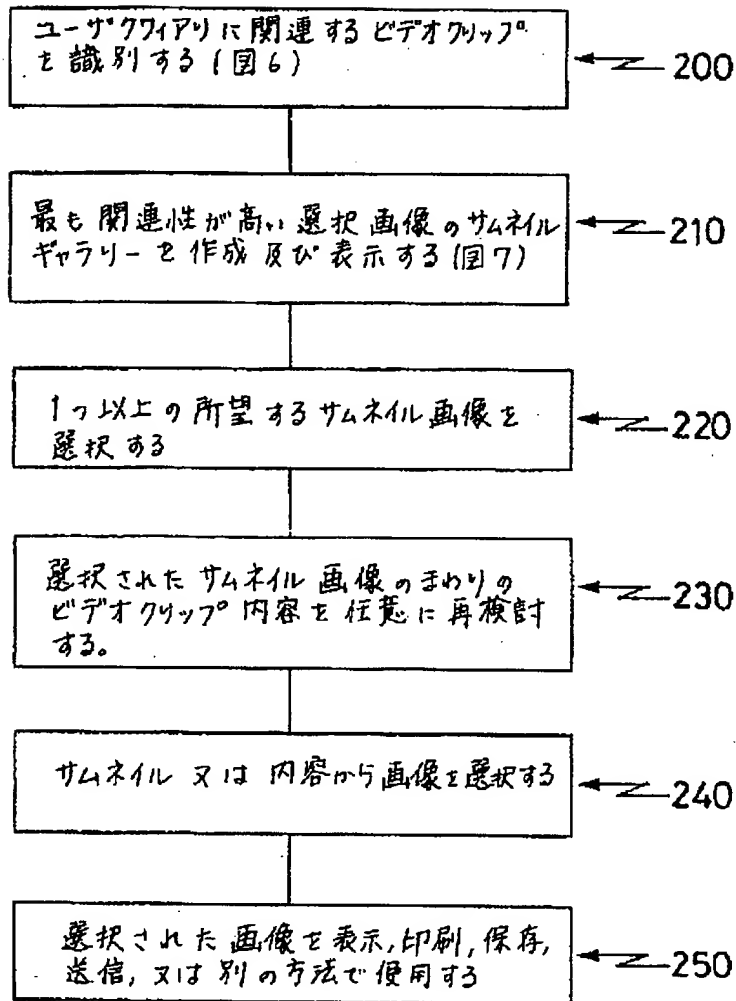 ユーザクワィアリに関連するビデオクリップ
を識別する(図6)
200
最も関連性が高い選択画像のサムネイル
ギャラリーを作成及び表示する(図7)
210
1つ以上の所望するサムネイル画像を
選択する
220
選択されたサムネイル画像のまわりの
ビデオクリップ内容を任意に再検討
する。
230
サムネイル又は内容から画像を選択する
240
選択された画像を表示,印刷,保存,
送信,又は別の方法で使用する
250